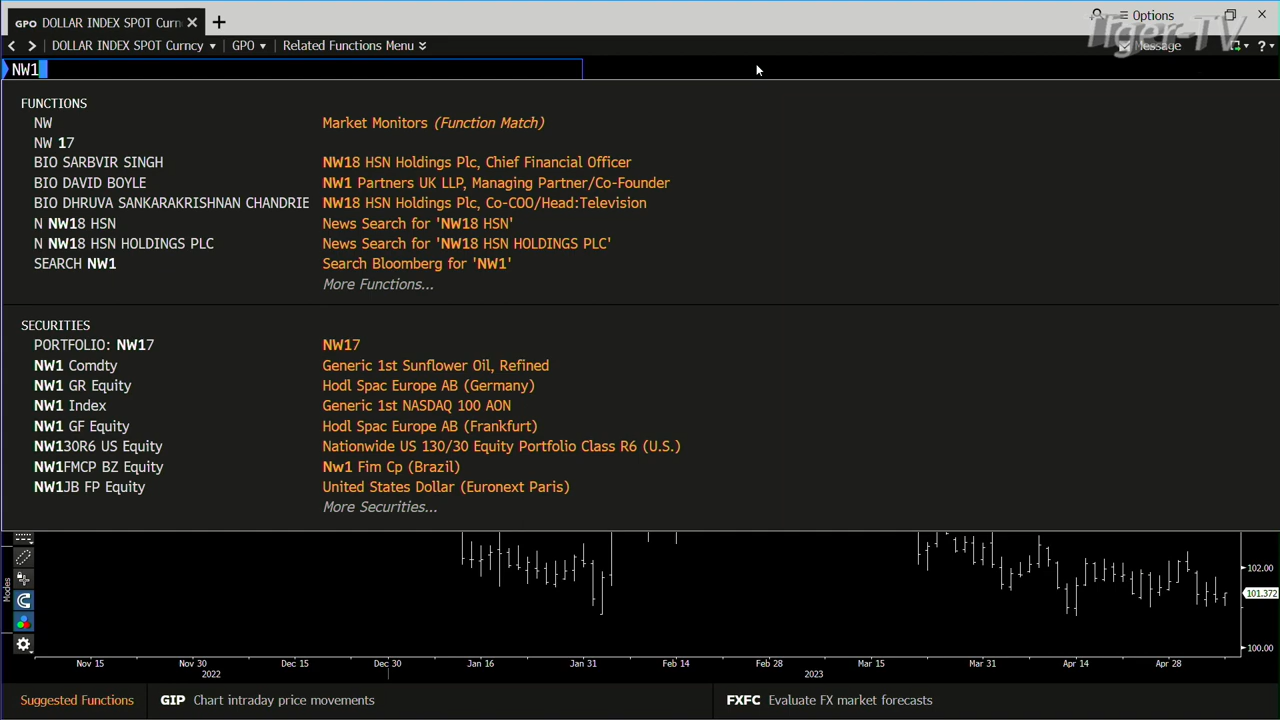 GPO DOLLAR INDEX SPOT Curn × +
Options
Tiger-TV
DOLLAR INDEX SPOT Curncy GPO Related Functions Menu
Message ?
NW1
FUNCTIONS
NW Market Monitors (Function Match)
NW 17
BIO SARBVIR SINGH NW18 HSN Holdings Plc, Chief Financial Officer
BIO DAVID BOYLE NW1 Partners UK LLP, Managing Partner/Co-Founder
BIO DHRUVA SANKARAKRISHNAN CHANDRIE NW18 HSN Holdings Plc, Co-COO/Head:Television
N NW18 HSN News Search for 'NW18 HSN'
N NW18 HSN HOLDINGS PLC News Search for 'NW18 HSN HOLDINGS PLC'
SEARCH NW1 Search Bloomberg for 'NW1'
More Functions...
SECURITIES
PORTFOLIO: NW17 NW17
NW1 Comdty Generic 1st Sunflower Oil, Refined
NW1 GR Equity Hodl Spac Europe AB (Germany)
NW1 Index Generic 1st NASDAQ 100 AON
NW1 GF Equity Hodl Spac Europe AB (Frankfurt)
NW130R6 US Equity Nationwide US 130/30 Equity Portfolio Class R6 (U.S.)
NW1FMCP BZ Equity Nw1 Fim Cp (Brazil)
NW1JB FP Equity United States Dollar (Euronext Paris)
More Securities...
Modes
102.00
101.372
100.00
Nov 15 Nov 30 Dec 15 Dec 30 Jan 16 Jan 31 Feb 14 Feb 28 Mar 15 Mar 31 Apr 14 Apr 28
2022 2023
Suggested Functions GIP Chart intraday price movements FXFC Evaluate FX market forecasts